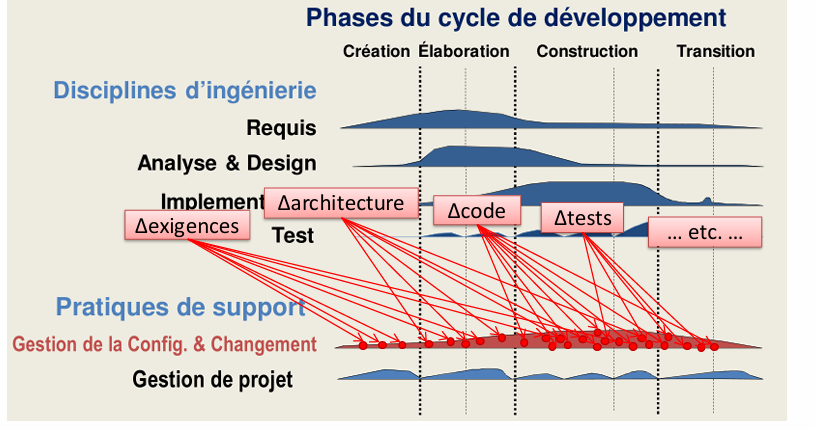 Phases du cycle de développement
Création Élaboration Construction Transition
Disciplines d'ingénierie
Requis
Analyse & Design
Implement
Δarchitecture
Δcode
Δtests
Δexigences
Test
... etc. ...
Pratiques de support
Gestion de la Config. & Changement
Gestion de projet